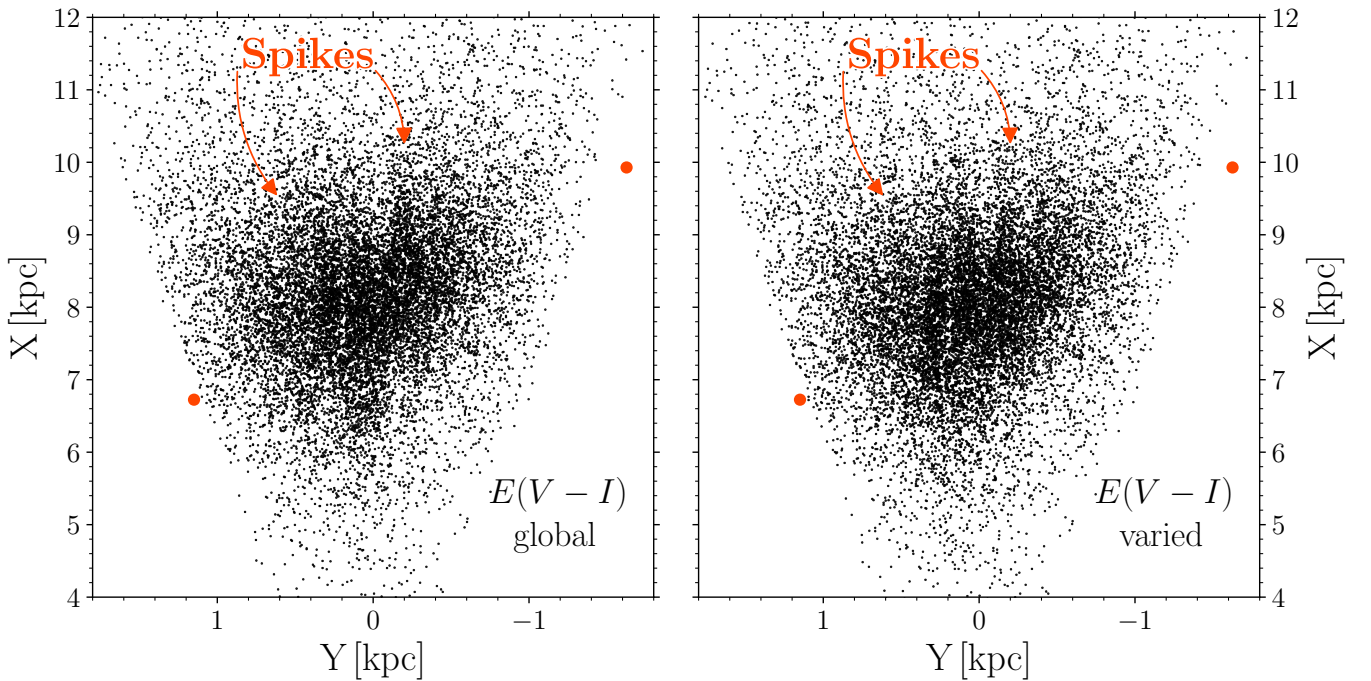 Spikes
X [kpc]
12
11
10
9
8
7
6
5
4
E(V − I)
global
1
0
−1
Y [kpc]
Spikes
E(V − I)
varied
1
0
−1
Y [kpc]
12
11
10
9
8
7
6
5
4
X [kpc]